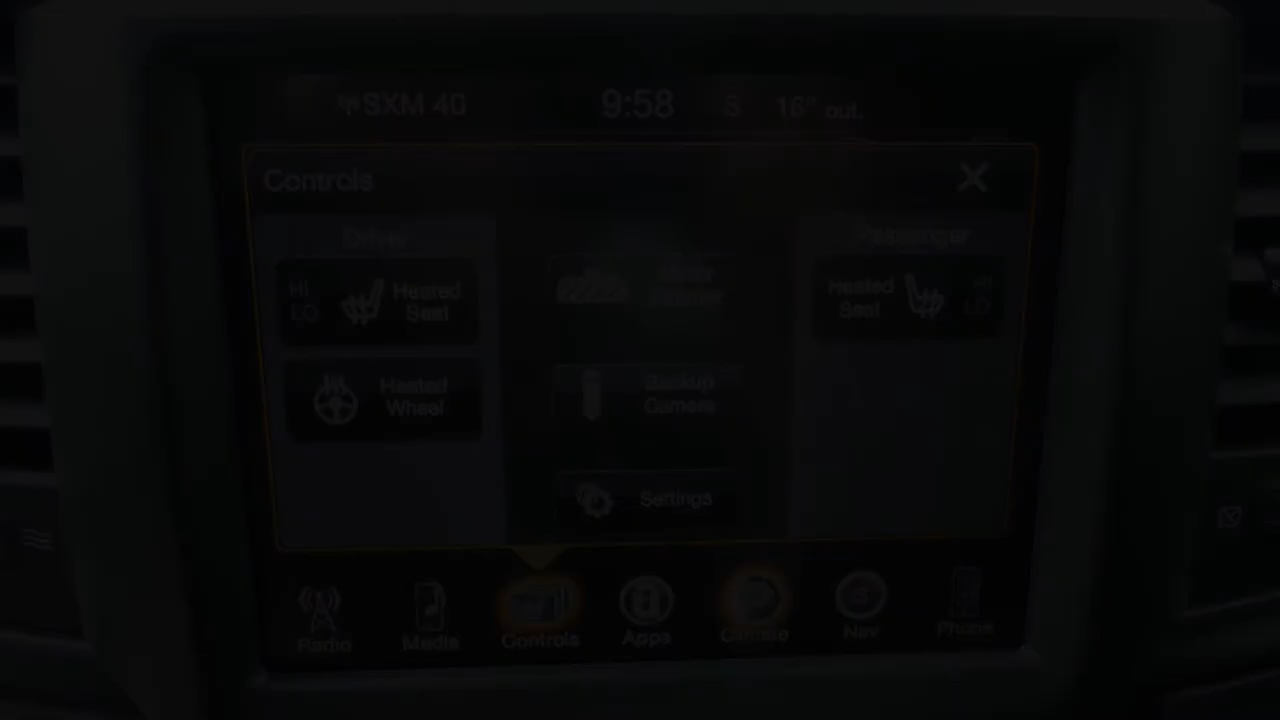 SXM 40
9:58
S
16° out.
Controls
Driver
Passenger
Hi
LO
Heated
Seat
Heated
Seat
Hi
LO
Heated
Wheel
Backup
Camera
Settings
Radio
Media
Controls
Apps
Nav
Phone